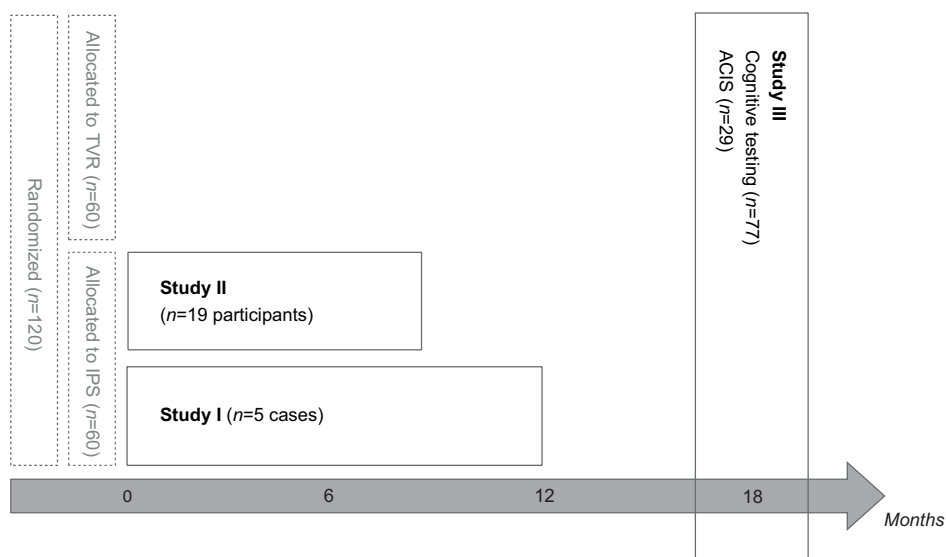 Randomized (n=120)
Allocated to TVR (n=60)
Allocated to IPS (n=60)
Study II
(n=19 participants)
Study I (n=5 cases)
Study III
Cognitive testing (n=77)
ACIS (n=29)
0
6
12
18
Months